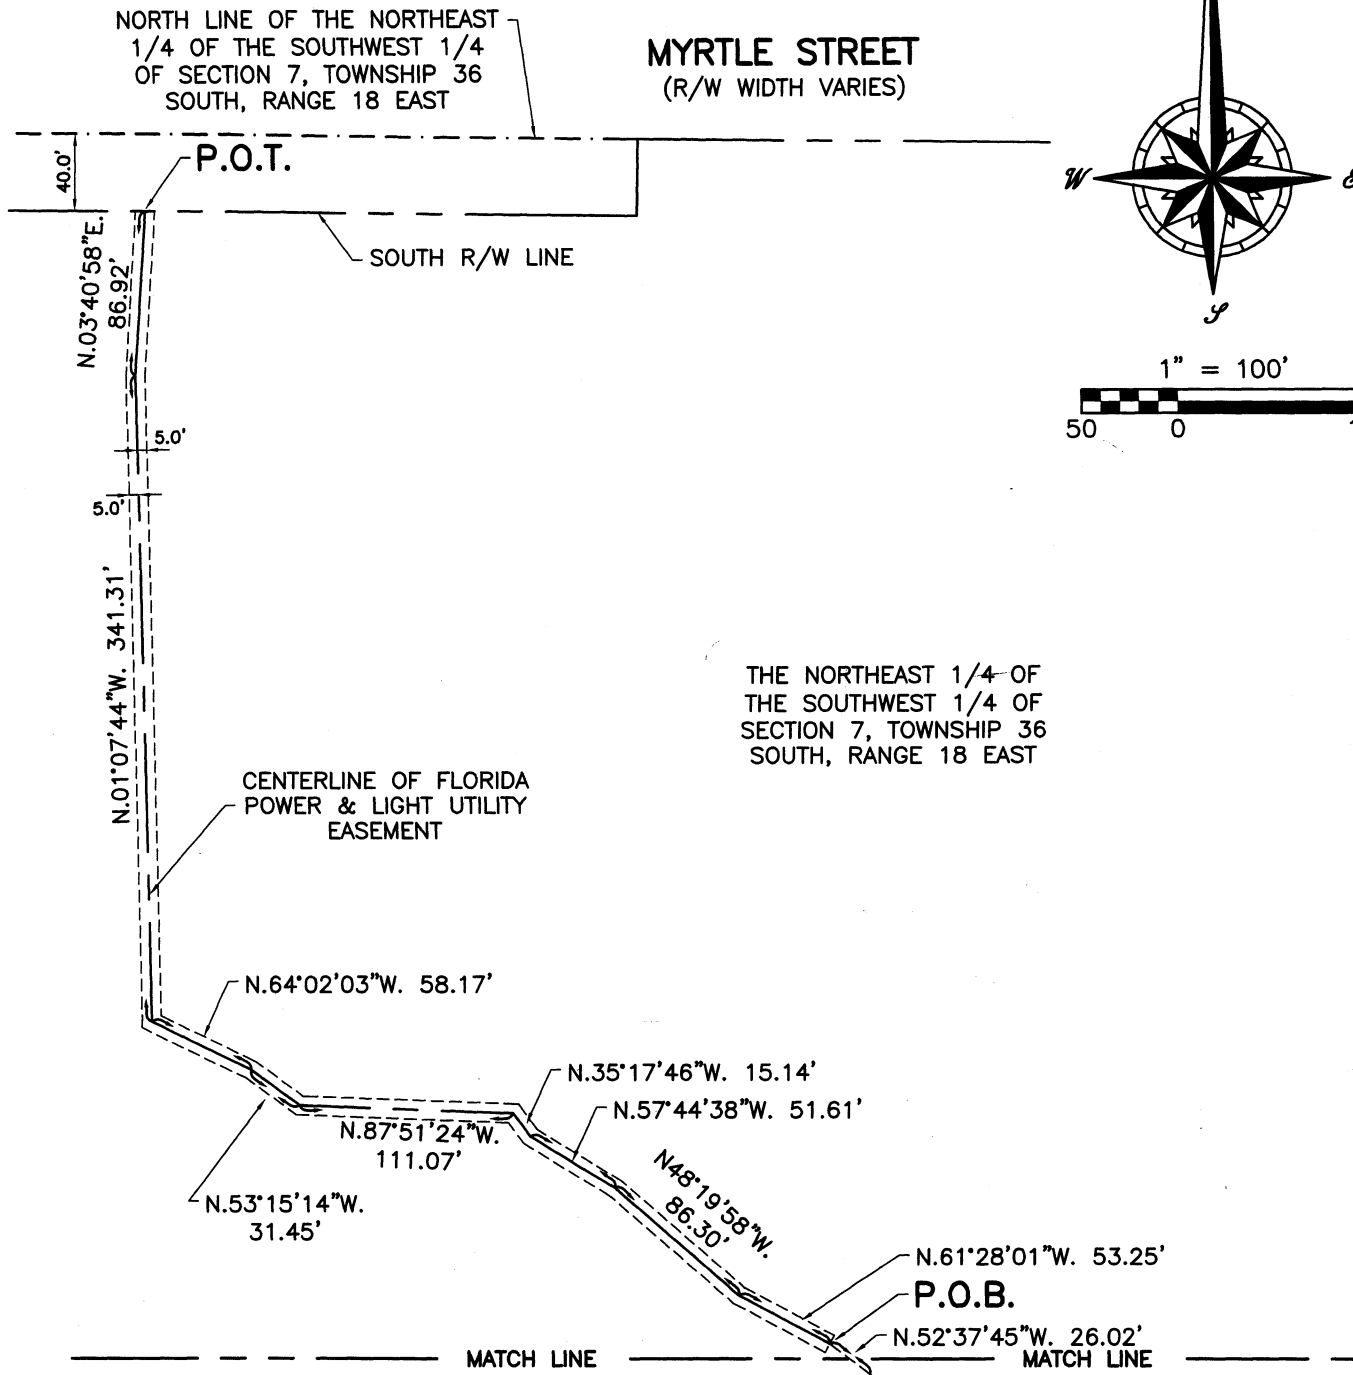 NORTH LINE OF THE NORTHEAST
1/4 OF THE SOUTHWEST 1/4
OF SECTION 7, TOWNSHIP 36
SOUTH, RANGE 18 EAST
MYRTLE STREET
(R/W WIDTH VARIES)
40.0'
P.O.T.
W
S
SOUTH R/W LINE
N.03°40'58"E.
86.92'
1" = 100'
50 0
5.0'
5.0'
N.01°07'44"W. 341.31'
THE NORTHEAST 1/4 OF
THE SOUTHWEST 1/4 OF
SECTION 7, TOWNSHIP 36
SOUTH, RANGE 18 EAST
CENTERLINE OF FLORIDA
POWER & LIGHT UTILITY
EASEMENT
N.64°02'03"W. 58.17'
N.35°17'46"W. 15.14'
N.57°44'38"W. 51.61'
N.87°51'24"W.
111.07'
N48°19'58"W.
86.30'
N.53°15'14"W.
31.45'
N.61°28'01"W. 53.25'
P.O.B.
N.52°37'45"W. 26.02'
MATCH LINE MATCH LINE